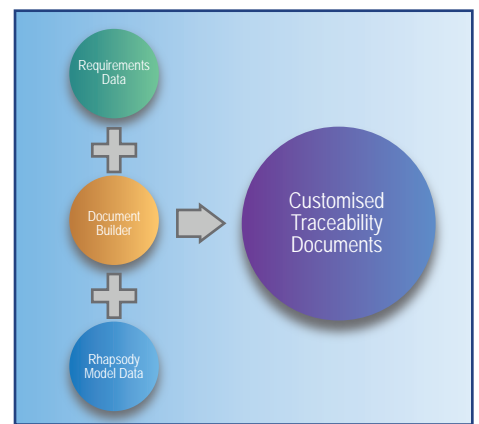 Requirements
Data
Document
Builder
Rhapsody
Model Data
Customised
Traceability
Documents